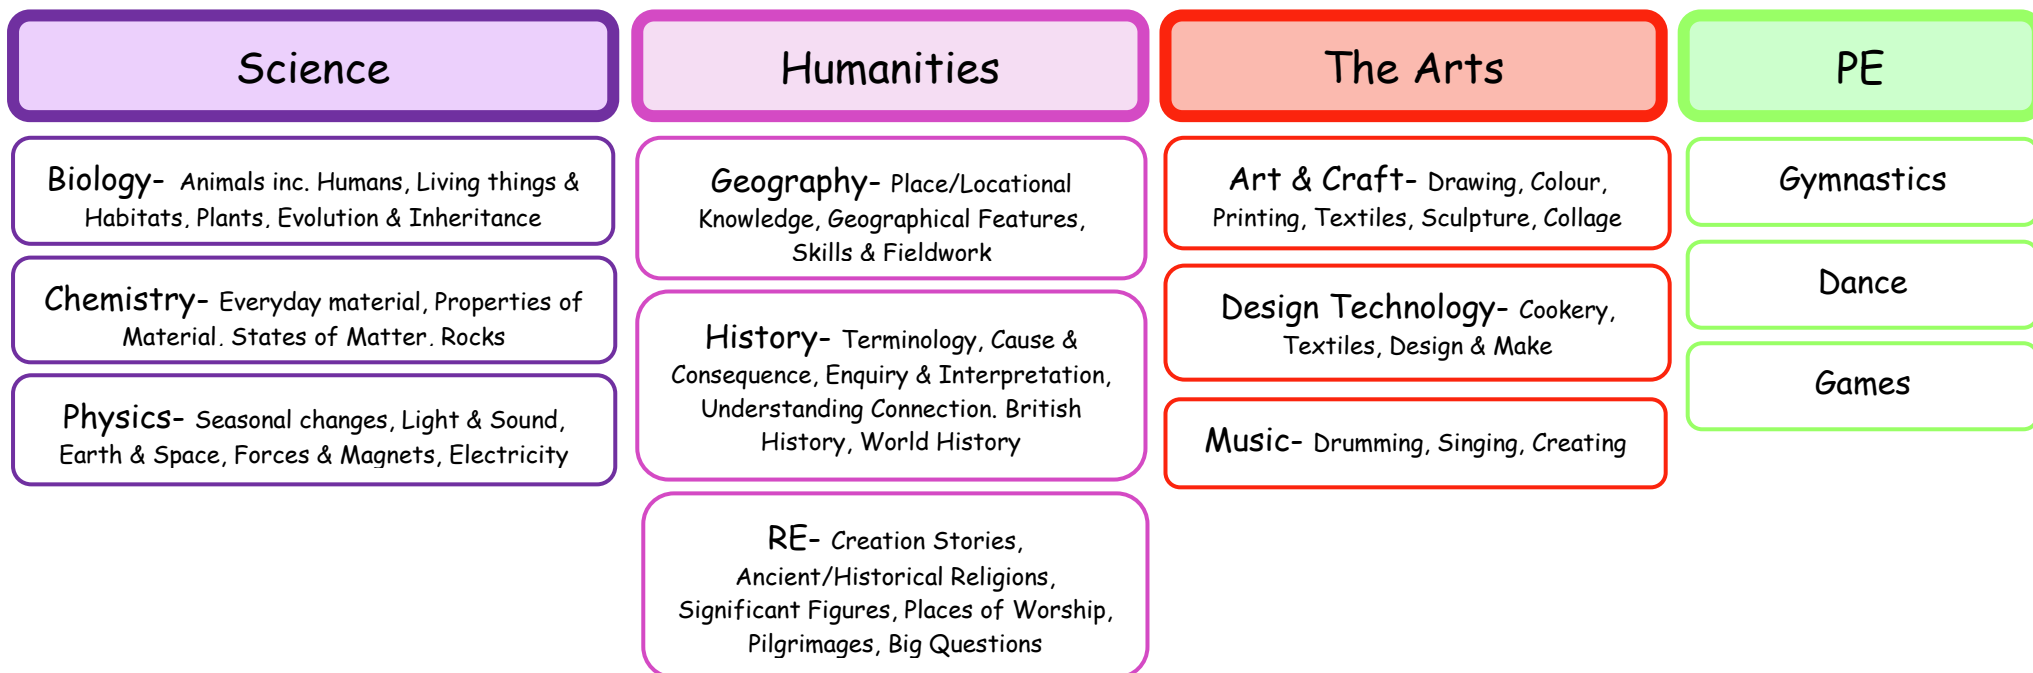 Science
Biology- Animals inc. Humans, Living things &
Habitats, Plants, Evolution & Inheritance
Chemistry- Everyday material, Properties of
Material, States of Matter, Rocks
Physics- Seasonal changes, Light & Sound,
Earth & Space, Forces & Magnets, Electricity
Humanities
Geography- Place/Locational
Knowledge, Geographical Features,
Skills & Fieldwork
History- Terminology, Cause &
Consequence, Enquiry & Interpretation,
Understanding Connection. British
History, World History
RE- Creation Stories,
Ancient/Historical Religions,
Significant Figures, Places of Worship,
Pilgrimages, Big Questions
The Arts
Art & Craft- Drawing, Colour,
Printing, Textiles, Sculpture, Collage
Design Technology- Cookery,
Textiles, Design & Make
Music- Drumming, Singing, Creating
PE
Gymnastics
Dance
Games